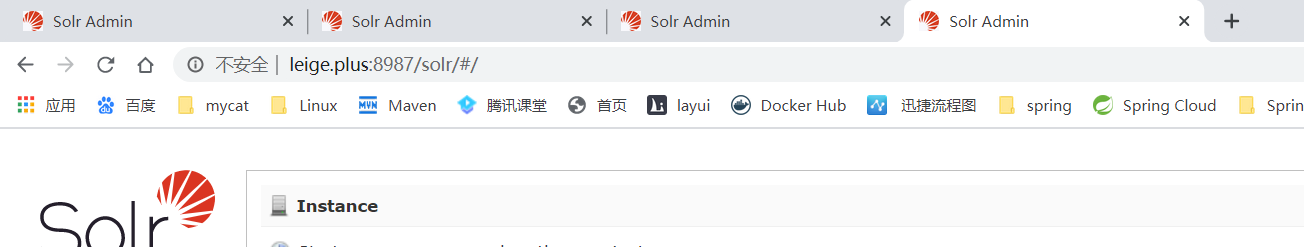 Solr Admin Solr Admin Solr Admin Solr Admin
不安全 leige.plus:8987/solr/#/
应用 百度 mycat Linux MVN Maven 腾讯课堂 首页 layui Docker Hub 迅捷流程图 spring Spring Cloud Sprin
Solr
Instance